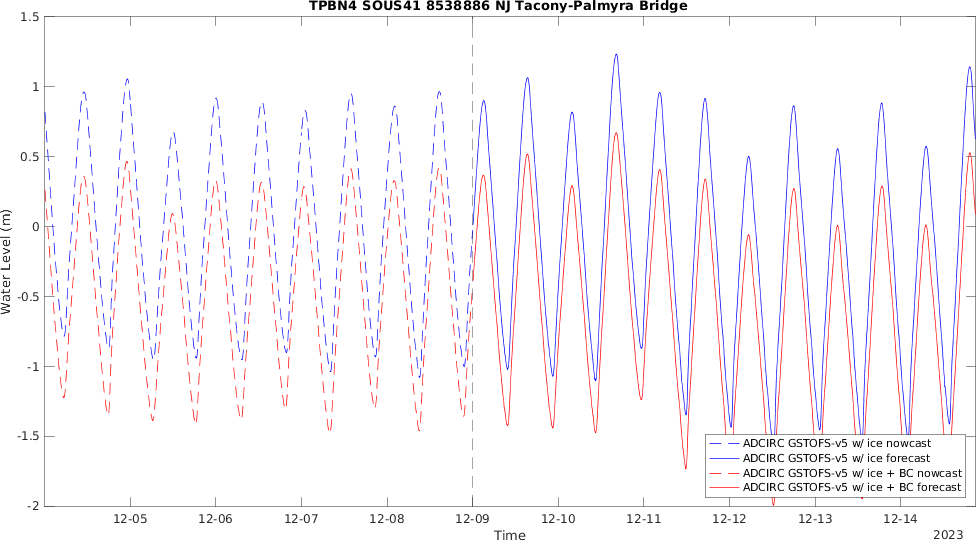 TPBN4 SOUS41 8538886 NJ Tacony-Palmyra Bridge
1.5
1
0.5
0
-0.5
-1
-1.5
-2
Water Level (m)
12-05 12-06 12-07 12-08 12-09 12-10 12-11 12-12 12-13 12-14
Time
2023
ADCIRC GSTOFS-v5 w/ ice nowcast
ADCIRC GSTOFS-v5 w/ ice forecast
ADCIRC GSTOFS-v5 w/ ice + BC nowcast
ADCIRC GSTOFS-v5 w/ ice + BC forecast